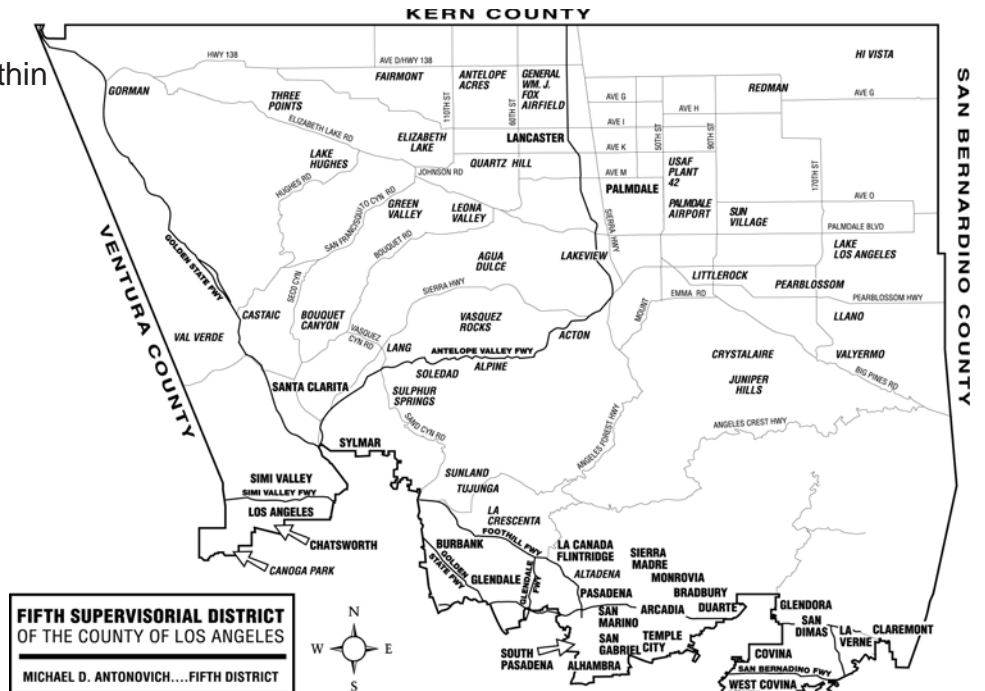 KERN COUNTY
thin
HWY 138
AVE D/HWY 138
HI VISTA
GORMAN
FAIRMONT
ANTELOPE
ACRES
GENERAL
WM. J.
FOX
AIRFIELD
REDMAN
AVE G
AVE G
THREE
POINTS
110TH ST
60TH ST
AVE H
ELIZABETH LAKE RD
ELIZABETH
LAKE
LANCASTER
AVE I
50TH ST
90TH ST
LAKE
HUGHES
QUARTZ HILL
AVE K
USAF
PLANT
42
JOHNSON RD
AVE M
170TH ST
HUGHES RD
SAN FRANCISQUITO CYN RD
PALMDALE
AVE O
GREEN
VALLEY
LEONA
VALLEY
PALMDALE
AIRPORT
SUN
VILLAGE
SIERRA HWY
PALMDALE BLVD
VENTURA COUNTY
SAN BERNARDINO COUNTY
GOLDEN STATE FWY
BOUQUET RD
AGUA
DULCE
LAKEVIEW
LAKE
LOS ANGELES
SECO CYN
SIERRA HWY
LITTLEROCK
PEARBLOSSOM
EMMA RD
PEARBLOSSOM HWY
CASTAIC
BOUQUET
CANYON
VASQUEZ
ROCKS
MOUNT
LLANO
VAL VERDE
VASQUEZ
CYN RD
LANG
ACTON
ANTELOPE VALLEY FWY
CRYSTALAIRE
VALYERMO
ALPINE
SOLEDAD
BIG PINES RD
SANTA CLARITA
SULPHUR
SPRINGS
JUNIPER
HILLS
SAND CYN RD
ANGELES FOREST HWY
ANGELES CREST HWY
SYLMAR
SIMI VALLEY
SIMI VALLEY FWY
LOS ANGELES
SUNLAND
TUJUNGA
LA
CRESCENTA
CHATSWORTH
CANOGA PARK
FOOTHILL FWY
BURBANK
GOLDEN
STATE FWY
GLENDALE
GLENDALE
FWY
LA CANADA
FLINTRIDGE
SIERRA
MADRE
ALTADENA
MONROVIA
BRADBURY
PASADENA
ARCADIA
DUARTE
GLENDORA
SAN
MARINO
SAN
DIMAS
LA
VERNE
CLAREMONT
SOUTH
PASADENA
SAN
GABRIEL
TEMPLE
CITY
COVINA
ALHAMBRA
SAN BERNADINO FWY
WEST COVINA
FIFTH SUPERVISORIAL DISTRICT
OF THE COUNTY OF LOS ANGELES
MICHAEL D. ANTONOVICH....FIFTH DISTRICT
N
W
E
S